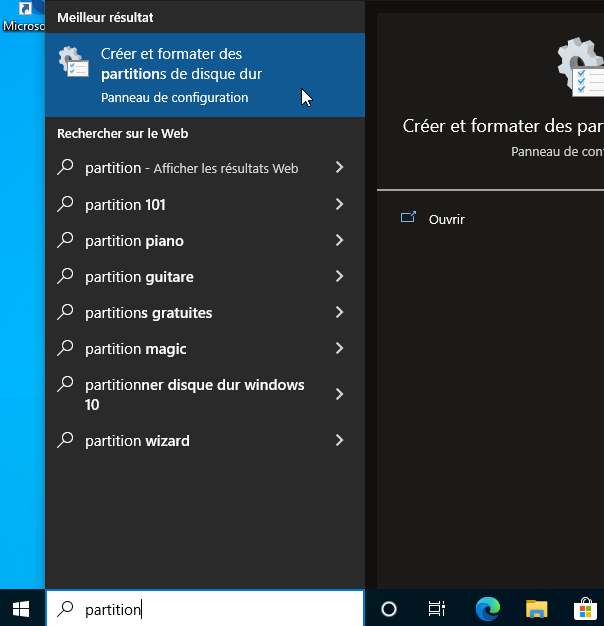 Meilleur résultat
Créer et formater des
partitions de disque dur
Panneau de configuration
Rechercher sur le Web
partition - Afficher les résultats Web
partition 101
partition piano
partition guitare
partitions gratuites
partition magic
partitionner disque dur windows
10
partition wizard
partition
Micros
Créer et formater des par
Panneau de con
Ouvrir